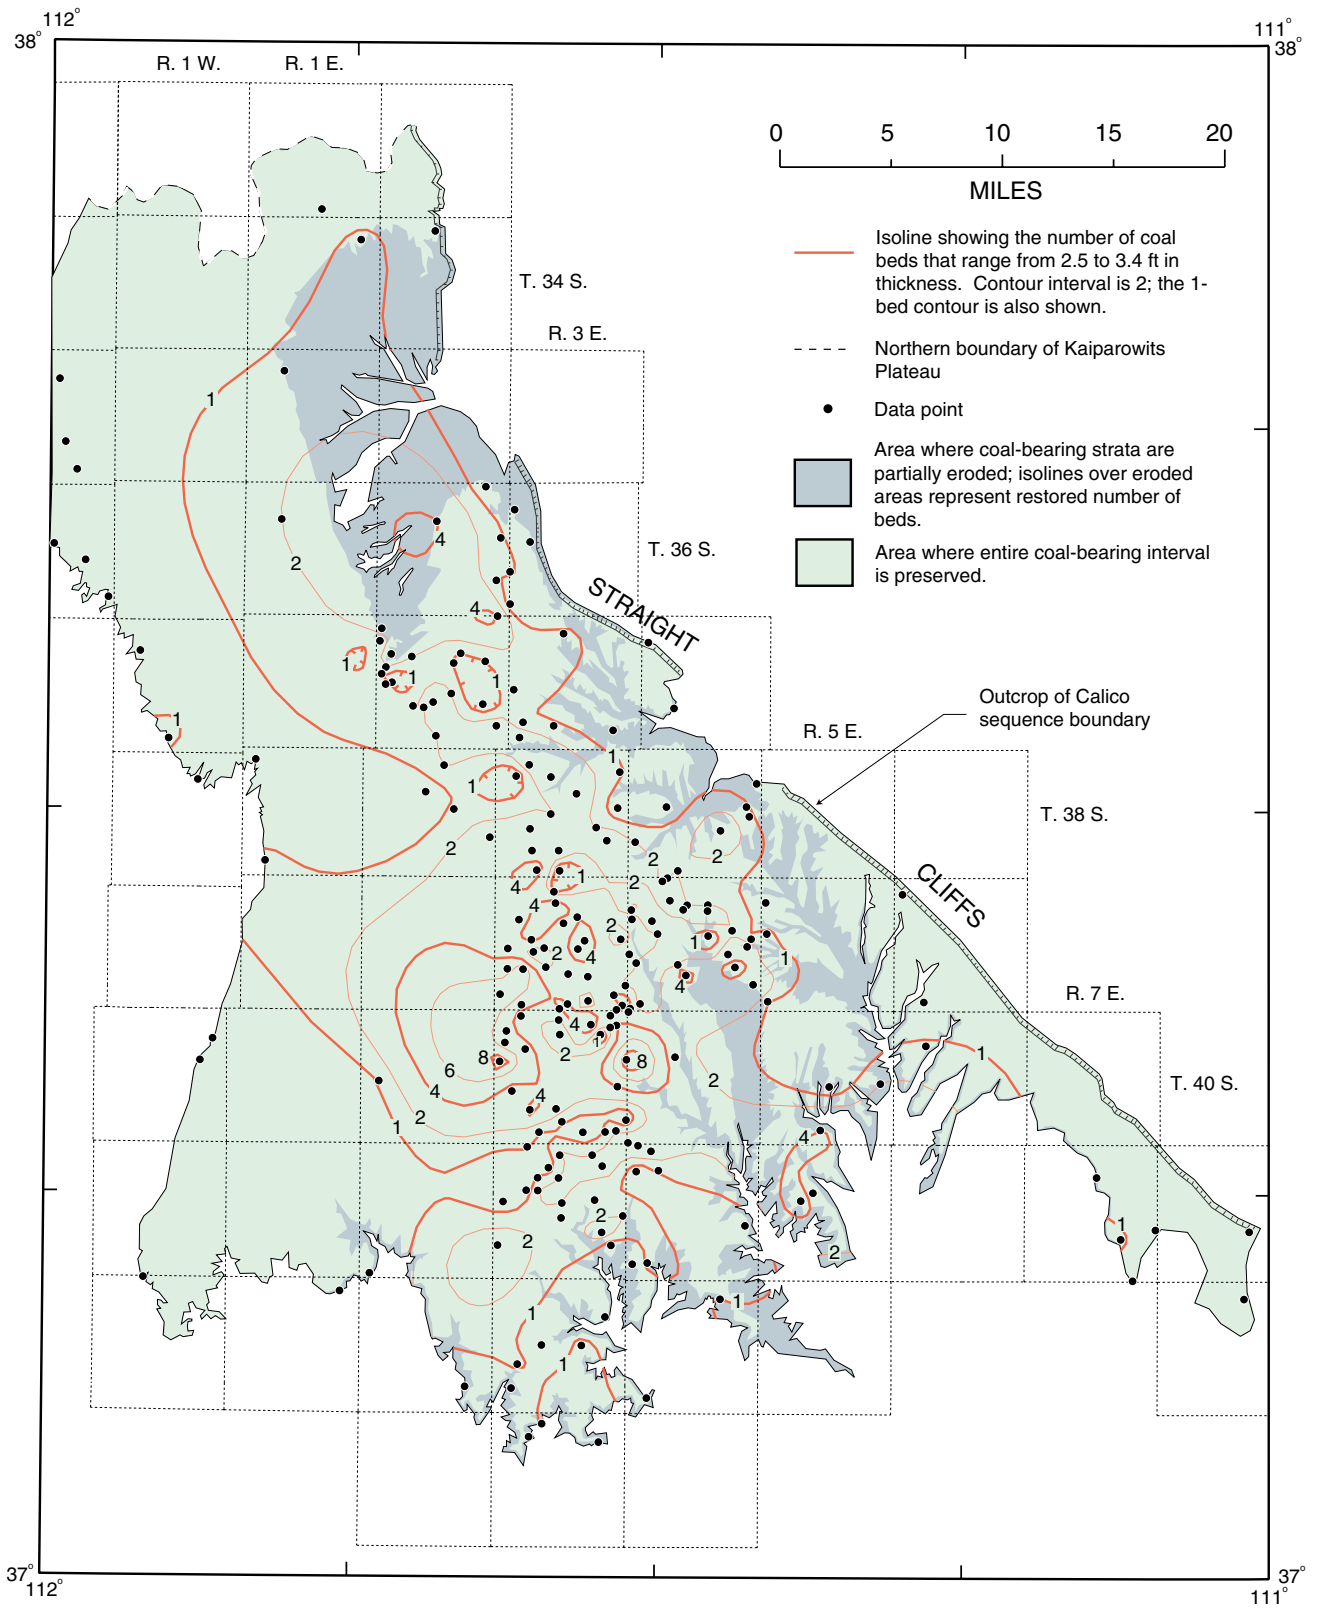 112°
111°
38°
38°
R. 1 W.
R. 1 E.
0 5 10 15 20
MILES
Isoline showing the number of coal
beds that range from 2.5 to 3.4 ft in
thickness. Contour interval is 2; the 1-
bed contour is also shown.
T. 34 S.
R. 3 E.
Northern boundary of Kaiparowits
Plateau
1
Data point
Area where coal-bearing strata are
partially eroded; isolines over eroded
areas represent restored number of
beds.
4
T. 36 S.
Area where entire coal-bearing interval
is preserved.
2
4
STRAIGHT
1
1
1
1
Outcrop of Calico
sequence boundary
R. 5 E.
1
1
T. 38 S.
2
2
2
4
1
2
CLIFFS
4
2
1
2
4
1
4
R. 7 E.
4
1
2
8
8
1
6
2
T. 40 S.
4
4
2
1
4
2
1
2
2
1
1
1
37°
37°
112°
111°